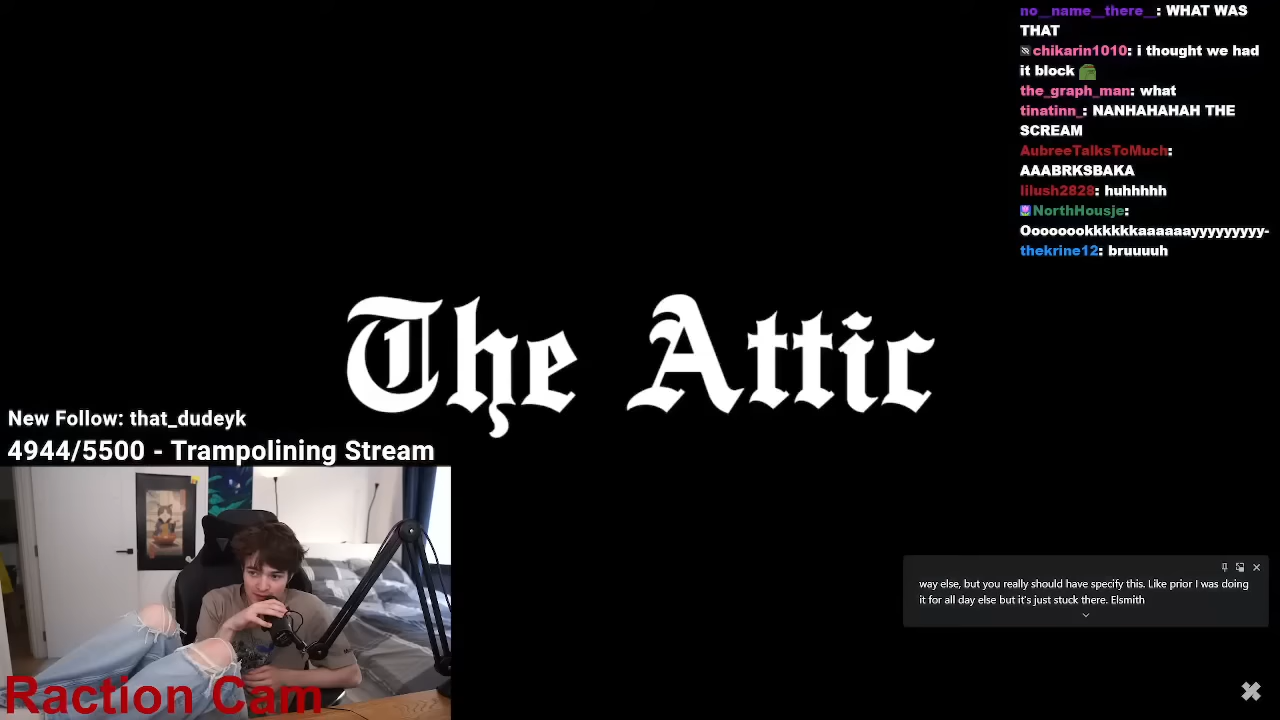 no__name__there_: WHAT WAS
THAT
chikarin1010: i thought we had
it block
the_graph_man: what
tinatinn_: NANHAHAHAH THE
SCREAM
AubreeTalksToMuch:
AAABRKSBAKA
lilush2828: huhhhhh
NorthHousje:
Oooooookkkkkkaaaaaayyyyyyyyy-
thekrine12: bruuuuh
The Attic
New Follow: that_dudeyk
4944/5500 - Trampolining Stream
way else, but you really should have specify this. Like prior I was doing
it for all day else but it's just stuck there. Elsmith
Raction Cam